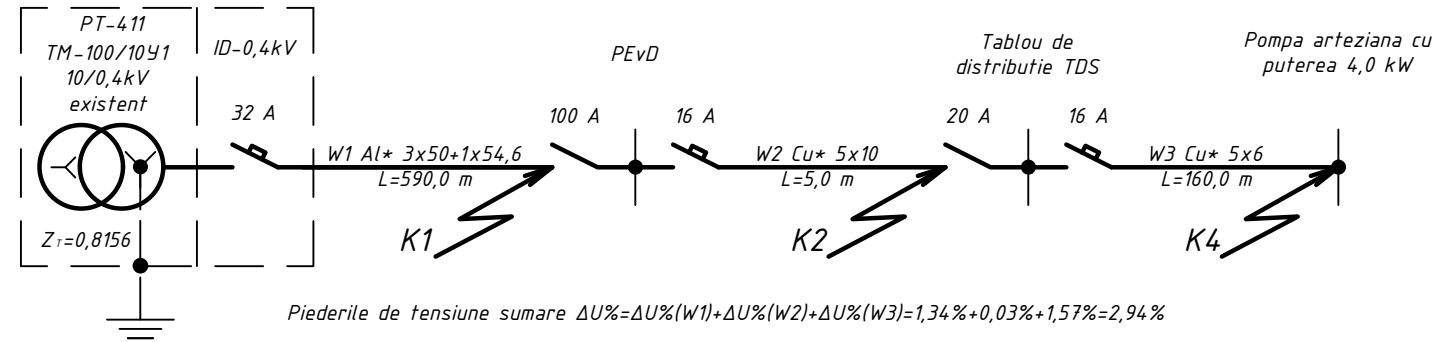 PT-411
TM-100/10У1
10/0,4kV
existent
ID-0,4kV
32 A
PEvD
100 A
16 A
Tablou de
distributie TDS
20 A
16 A
Pompa arteziana cu
puterea 4,0 kW
W1 Al* 3x50+1x54,6
L=590,0 m
W2 Cu* 5x10
L=5,0 m
W3 Cu* 5x6
L=160,0 m
K1
K2
K4
ZT=0,8156
Piederile de tensiune sumare ΔU%=ΔU%(W1)+ΔU%(W2)+ΔU%(W3)=1,34%+0,03%+1,57%=2,94%